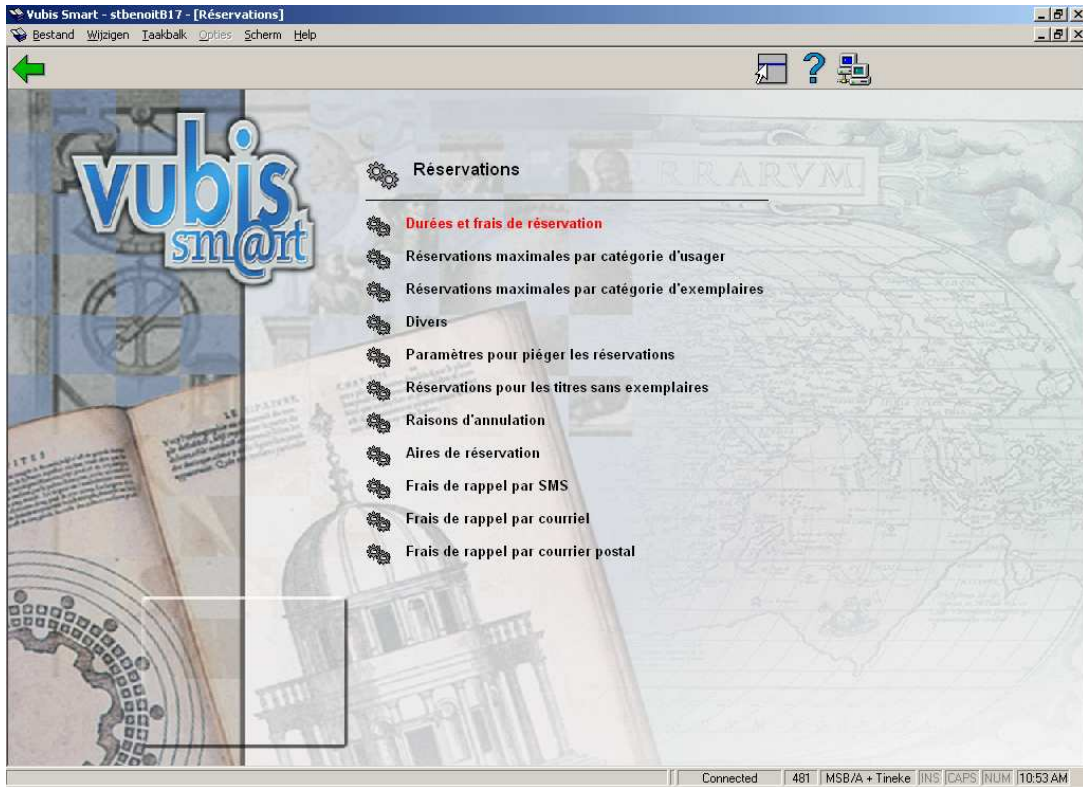 Vubis Smart - stbenoitB17 - [Réservations]
Bestand Wijzigen Taakbalk Opties Scherm Help
vubis
sm@rt
RRARVM
Réservations
Durées et frais de réservation
Réservations maximales par catégorie d'usager
Réservations maximales par catégorie d'exemplaires
Divers
Paramètres pour piéger les réservations
Réservations pour les titres sans exemplaires
Raisons d'annulation
Aires de réservation
Frais de rappel par SMS
Frais de rappel par courriel
Frais de rappel par courrier postal
Connected 481 MSB/A + Tineke INS CAPS NUM 10:53 AM